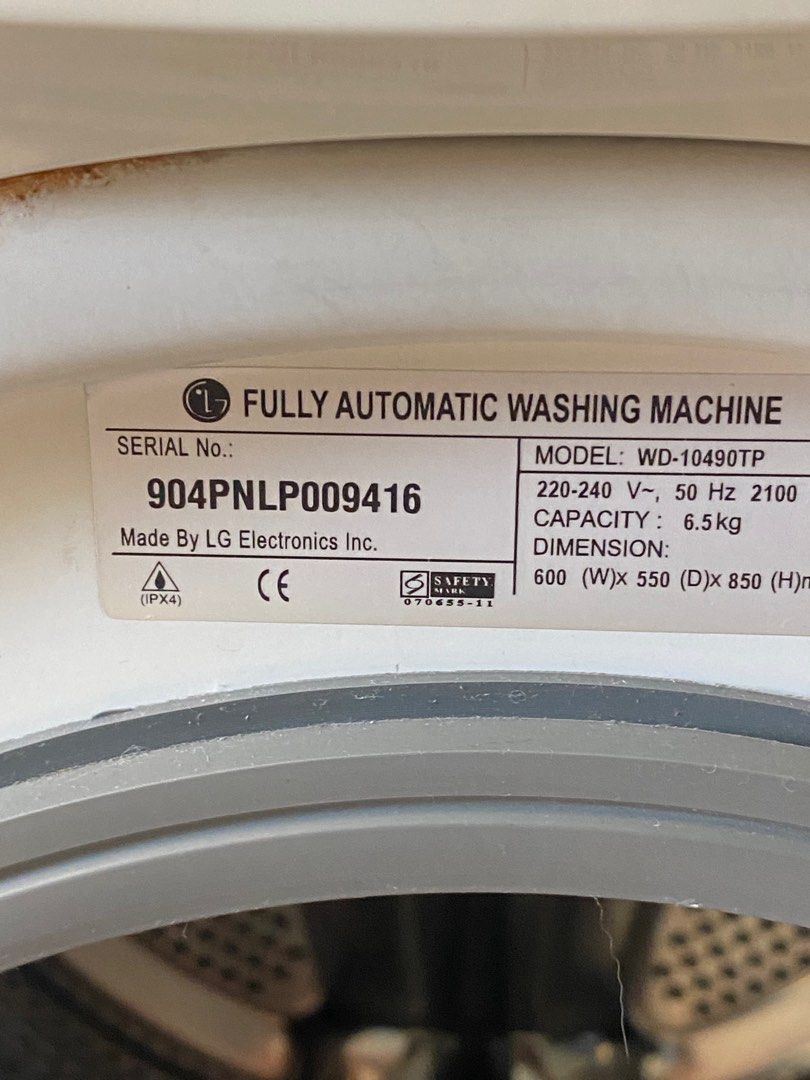 LG FULLY AUTOMATIC WASHING MACHINE
SERIAL No.:
904PNLP009416
Made By LG Electronics Inc.
(IPX4)
CE
S SAFETY
MARK
070655-11
MODEL: WD-10490TP
220-240 V~, 50 Hz 2100
CAPACITY : 6.5kg
DIMENSION:
600 (W)x 550 (D)x 850 (H)